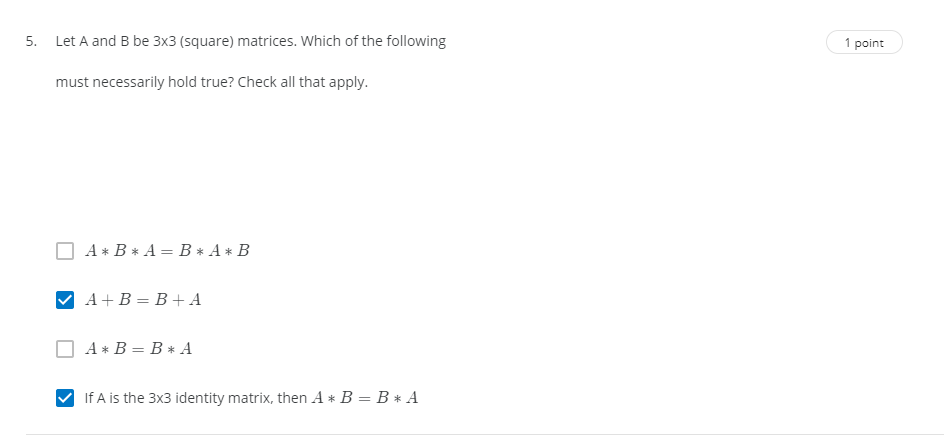 5. Let A and B be 3x3 (square) matrices. Which of the following
1 point
must necessarily hold true? Check all that apply.
A ∗ B ∗ A = B ∗ A ∗ B
A + B = B + A
A ∗ B = B ∗ A
If A is the 3x3 identity matrix, then A ∗ B = B ∗ A